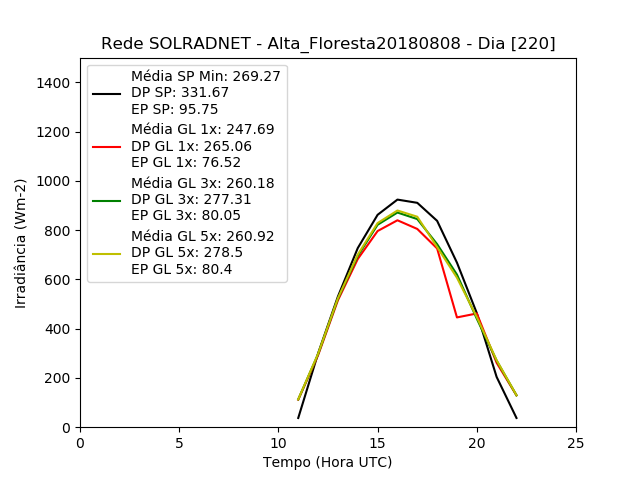 Rede SOLRADNET - Alta_Floresta20180808 - Dia [220]
Média SP Min: 269.27
DP SP: 331.67
EP SP: 95.75
Média GL 1x: 247.69
DP GL 1x: 265.06
EP GL 1x: 76.52
Média GL 3x: 260.18
DP GL 3x: 277.31
EP GL 3x: 80.05
Média GL 5x: 260.92
DP GL 5x: 278.5
EP GL 5x: 80.4
Irradiância (Wm-2)
1400
1200
1000
800
600
400
200
0
0 5 10 15 20 25
Tempo (Hora UTC)